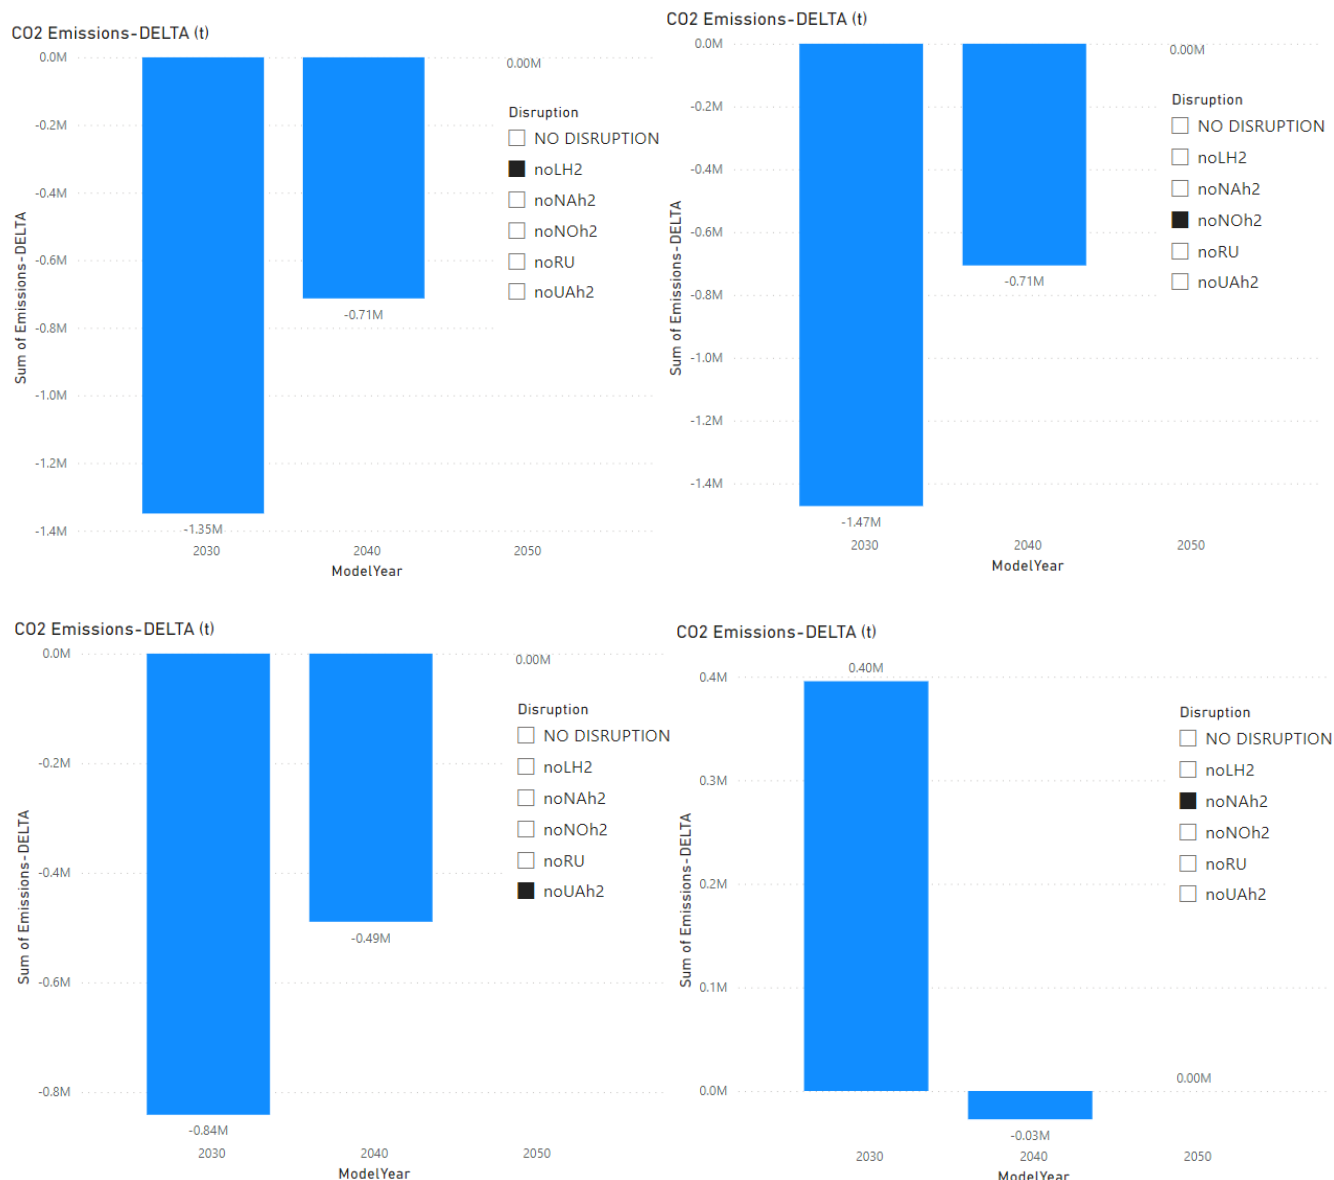 CO2 Emissions-DELTA (t)
0.0M
-0.2M
-0.4M
-0.6M
-0.8M
-1.0M
-1.2M
-1.4M
Sum of Emissions-DELTA
-1.35M
-0.71M
0.00M
2030
2040
2050
ModelYear
Disruption
NO DISRUPTION
noLH2
noNAh2
noNOh2
noRU
noUAh2
CO2 Emissions-DELTA (t)
0.0M
-0.2M
-0.4M
-0.6M
-0.8M
-1.0M
-1.2M
-1.4M
Sum of Emissions-DELTA
-1.47M
-0.71M
0.00M
2030
2040
2050
ModelYear
Disruption
NO DISRUPTION
noLH2
noNAh2
noNOh2
noRU
noUAh2
CO2 Emissions-DELTA (t)
0.0M
-0.2M
-0.4M
-0.6M
-0.8M
Sum of Emissions-DELTA
-0.84M
-0.49M
0.00M
2030
2040
2050
ModelYear
Disruption
NO DISRUPTION
noLH2
noNAh2
noNOh2
noRU
noUAh2
CO2 Emissions-DELTA (t)
0.4M
0.3M
0.2M
0.1M
0.0M
Sum of Emissions-DELTA
0.40M
-0.03M
0.00M
2030
2040
2050
ModelYear
Disruption
NO DISRUPTION
noLH2
noNAh2
noNOh2
noRU
noUAh2